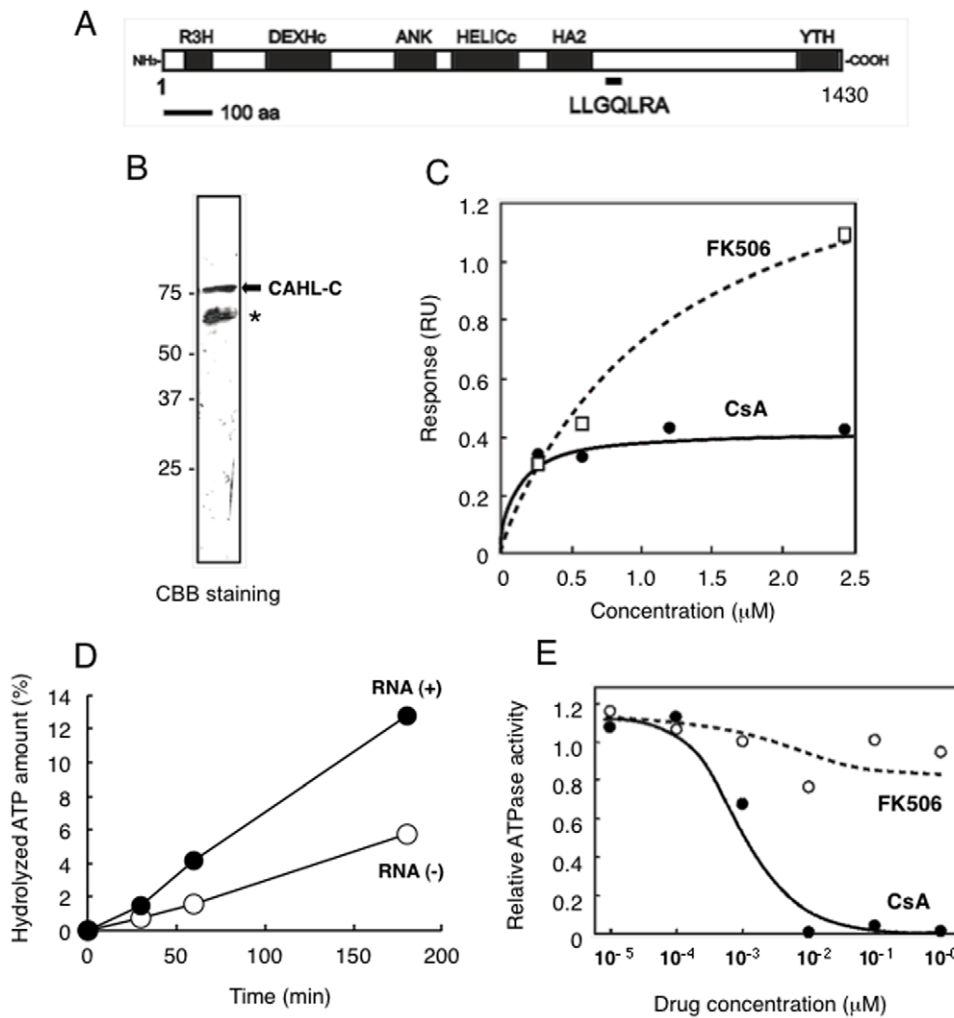 A
R3H DEXHc ANK HELICc HA2 YTH
NH2- -COOH
1 LLGQLRA 1430
100 aa
B
75 CAHL-C
*
50
37
25
CBB staining
C
1.2
1.0
0.8
0.6
0.4
0.2
0
Response (RU)
FK506
CsA
0 0.5 1.0 1.5 2.0 2.5
Concentration (μM)
D
14
12
10
8
6
4
2
0
Hydrolyzed ATP amount (%)
RNA (+)
RNA (-)
0 50 100 150 200
Time (min)
E
1.2
1.0
0.8
0.6
0.4
0.2
0
Relative ATPase activity
FK506
CsA
10⁻⁵ 10⁻⁴ 10⁻³ 10⁻² 10⁻¹ 10⁻⁰
Drug concentration (μM)